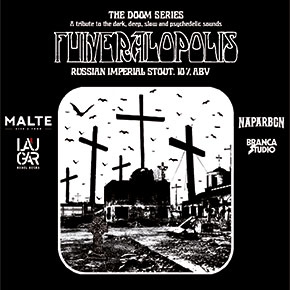 THE DOOM SERIES
A tribute to the dark, deep, slow and psychedelic sounds
FUNERALOPOLIS
RUSSIAN IMPERIAL STOUT. 10% ABV
MALTE
LAUGAR
NAPARBCN
BRANCA
STUDIO